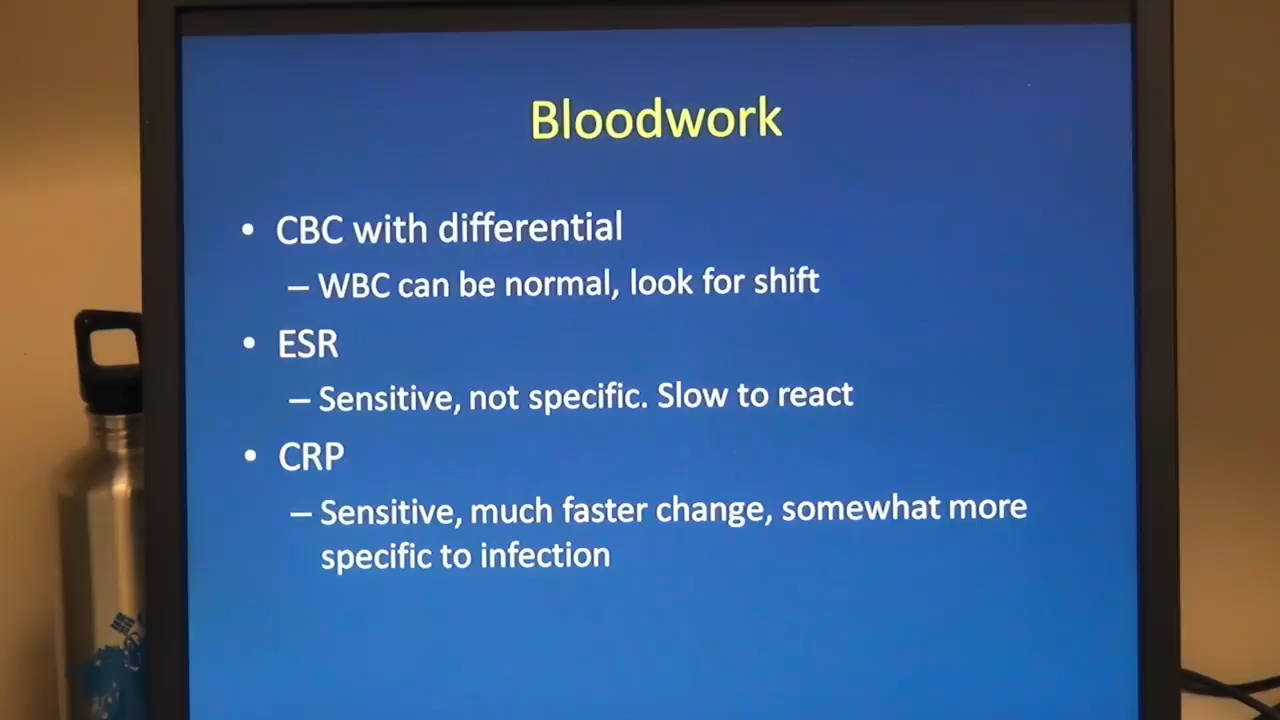 Bloodwork
• CBC with differential
– WBC can be normal, look for shift
• ESR
– Sensitive, not specific. Slow to react
• CRP
– Sensitive, much faster change, somewhat more
specific to infection